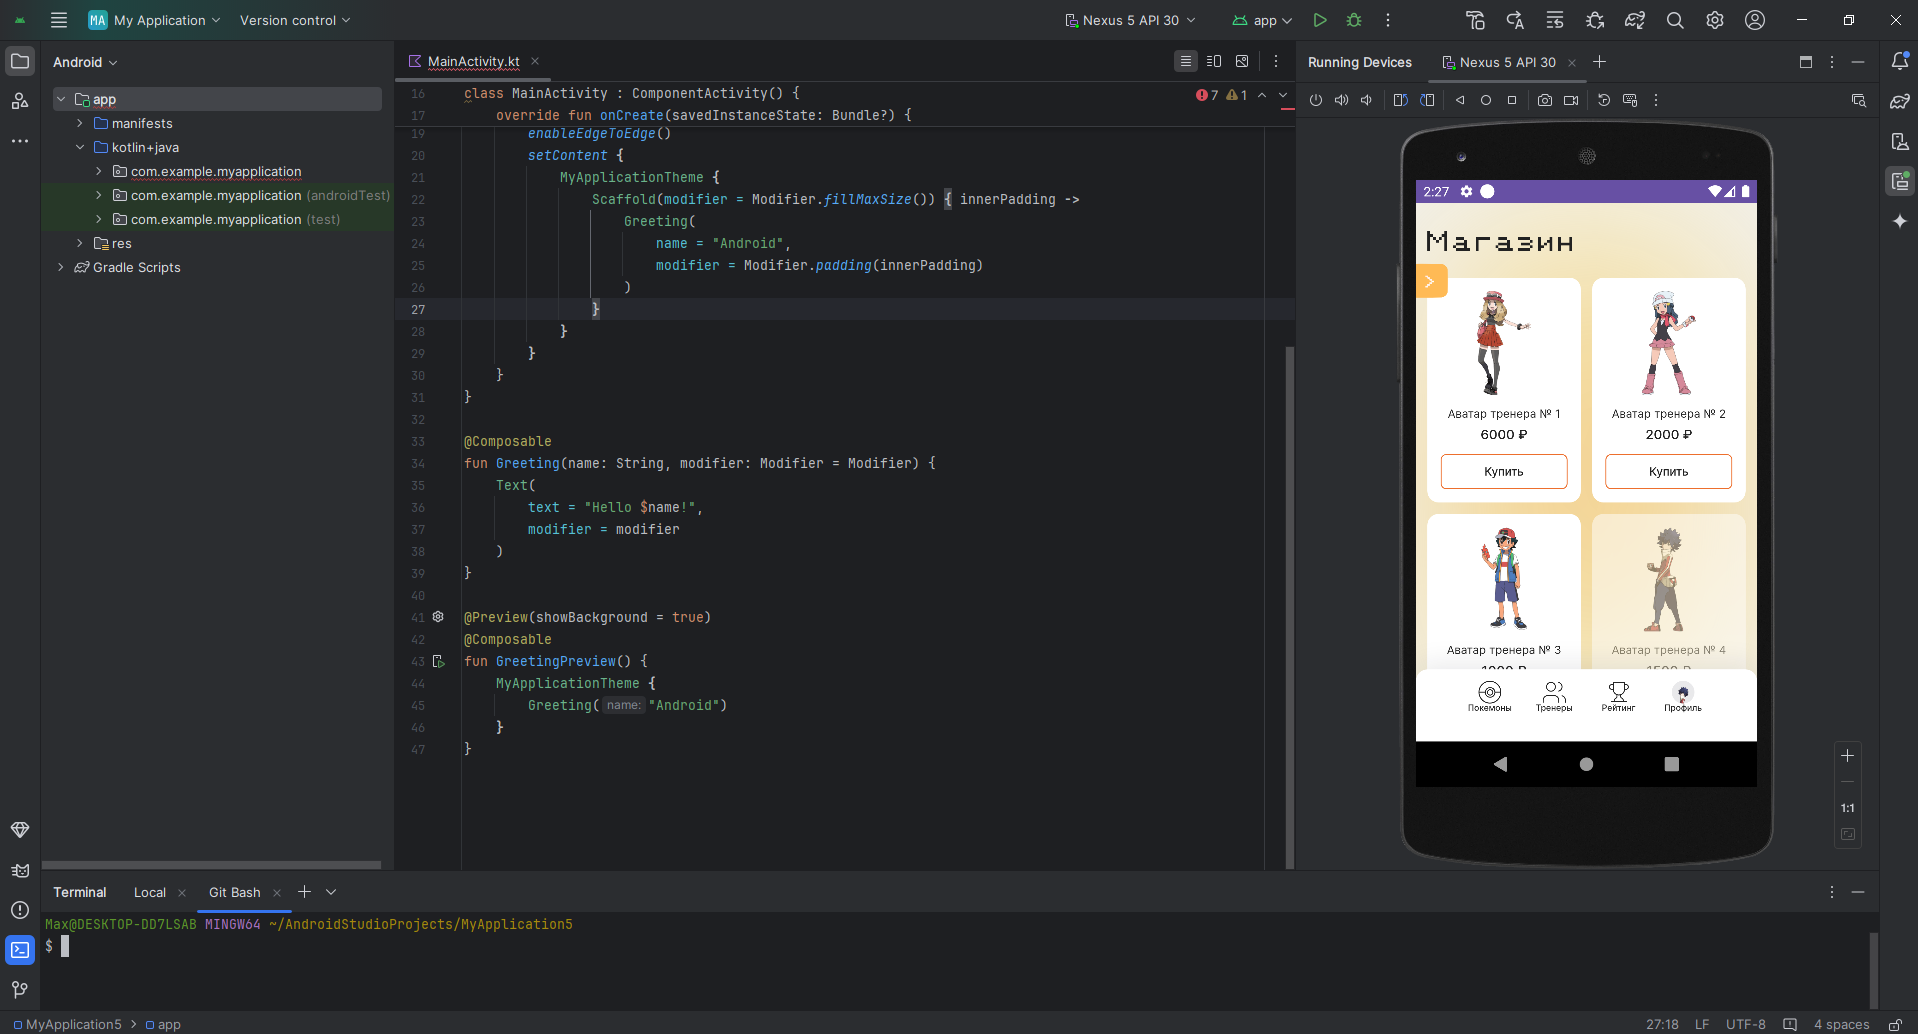 MA My Application
Version control
Nexus 5 API 30
app
Android
MainActivity.kt
Running Devices
Nexus 5 API 30
app
manifests
kotlin+java
com.example.myapplication
com.example.myapplication (androidTest)
com.example.myapplication (test)
res
Gradle Scripts
7 1
16 class MainActivity : ComponentActivity() {
17 override fun onCreate(savedInstanceState: Bundle?) {
19 enableEdgeToEdge()
20 setContent {
21 MyApplicationTheme {
22 Scaffold(modifier = Modifier.fillMaxSize()) { innerPadding ->
23 Greeting(
24 name = "Android",
25 modifier = Modifier.padding(innerPadding)
26 )
27 }
28 }
29 }
30 }
31 }
32
33 @Composable
34 fun Greeting(name: String, modifier: Modifier = Modifier) {
35 Text(
36 text = "Hello $name!",
37 modifier = modifier
38 )
39 }
40
41 @Preview(showBackground = true)
42 @Composable
43 fun GreetingPreview() {
44 MyApplicationTheme {
45 Greeting( name: "Android")
46 }
47 }
2:27
Магазин
Аватар тренера № 1
6000 ₽
Купить
Аватар тренера № 2
2000 ₽
Купить
Аватар тренера № 3
Аватар тренера № 4
Покемоны
Тренеры
Рейтинг
Профиль
1:1
Terminal
Local
Git Bash
Max@DESKTOP-DD7LSAB MINGW64 ~/AndroidStudioProjects/MyApplication5
$
MyApplication5 > app
27:18 LF UTF-8 4 spaces